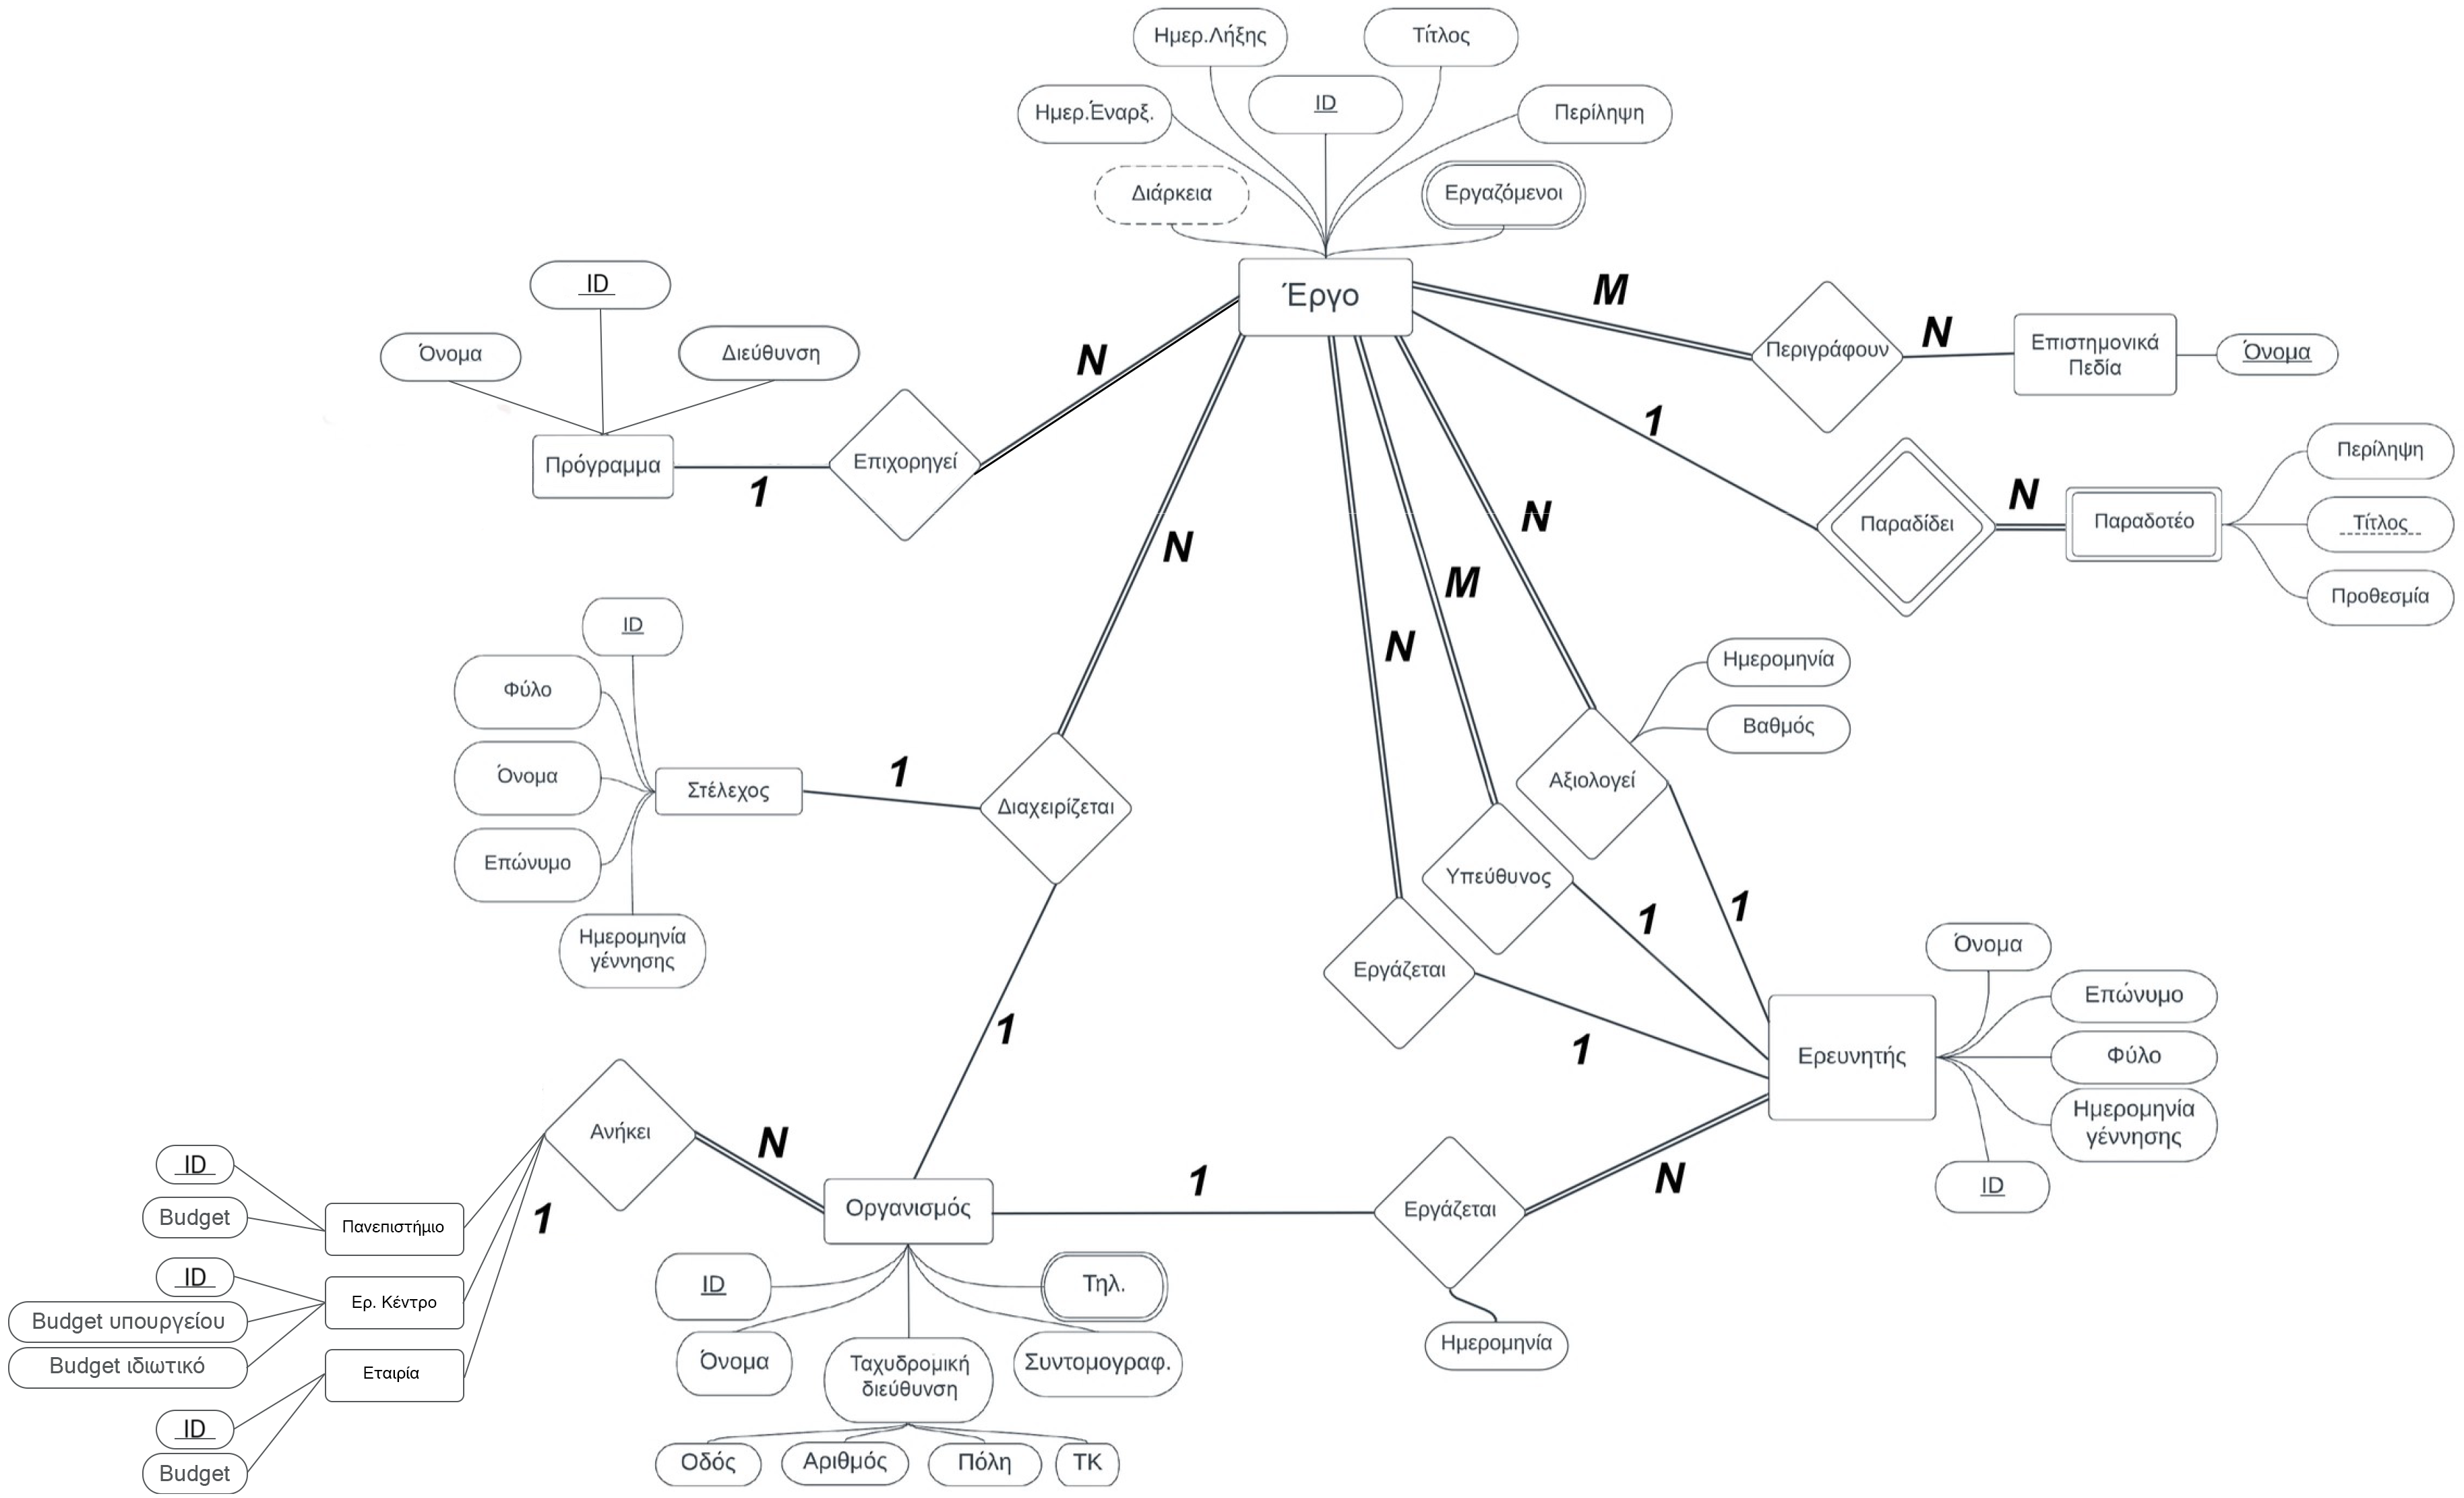 Ημερ.Λήξης
Τίτλος
Ημερ.Έναρξ.
ID
Περίληψη
Διάρκεια
Εργαζόμενοι
Έργο
M
Περιγράφουν
N
Επιστημονικά
Πεδία
Όνομα
ID
Όνομα
Διεύθυνση
Πρόγραμμα
1
Επιχορηγεί
N
1
Παραδίδει
N
Παραδοτέο
Περίληψη
Τίτλος
Προθεσμία
N
N
M
N
ID
Φύλο
Όνομα
Επώνυμο
Ημερομηνία
γέννησης
Στέλεχος
1
Διαχειρίζεται
Ημερομηνία
Βαθμός
Αξιολογεί
Υπεύθυνος
Εργάζεται
1
1
1
1
Ερευνητής
Όνομα
Επώνυμο
Φύλο
Ημερομηνία
γέννησης
ID
Ανήκει
N
1
Οργανισμός
1
Εργάζεται
N
Ημερομηνία
ID
Budget
Πανεπιστήμιο
ID
Budget υπουργείου
Budget ιδιωτικό
Ερ. Κέντρο
Εταιρία
ID
Budget
ID
Τηλ.
Όνομα
Ταχυδρομική
διεύθυνση
Συντομογραφ.
Οδός
Αριθμός
Πόλη
ΤΚ